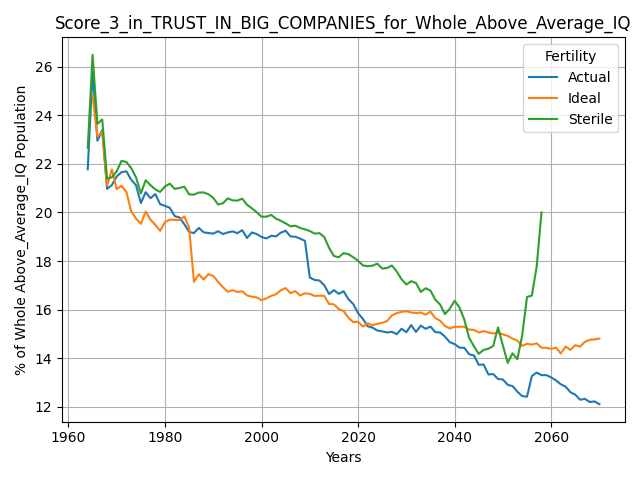 Score_3_in_TRUST_IN_BIG_COMPANIES_for_Whole_Above_Average_IQ
% of Whole Above_Average_IQ Population
26
24
22
20
18
16
14
12
Fertility
Actual
Ideal
Sterile
1960 1980 2000 2020 2040 2060
Years